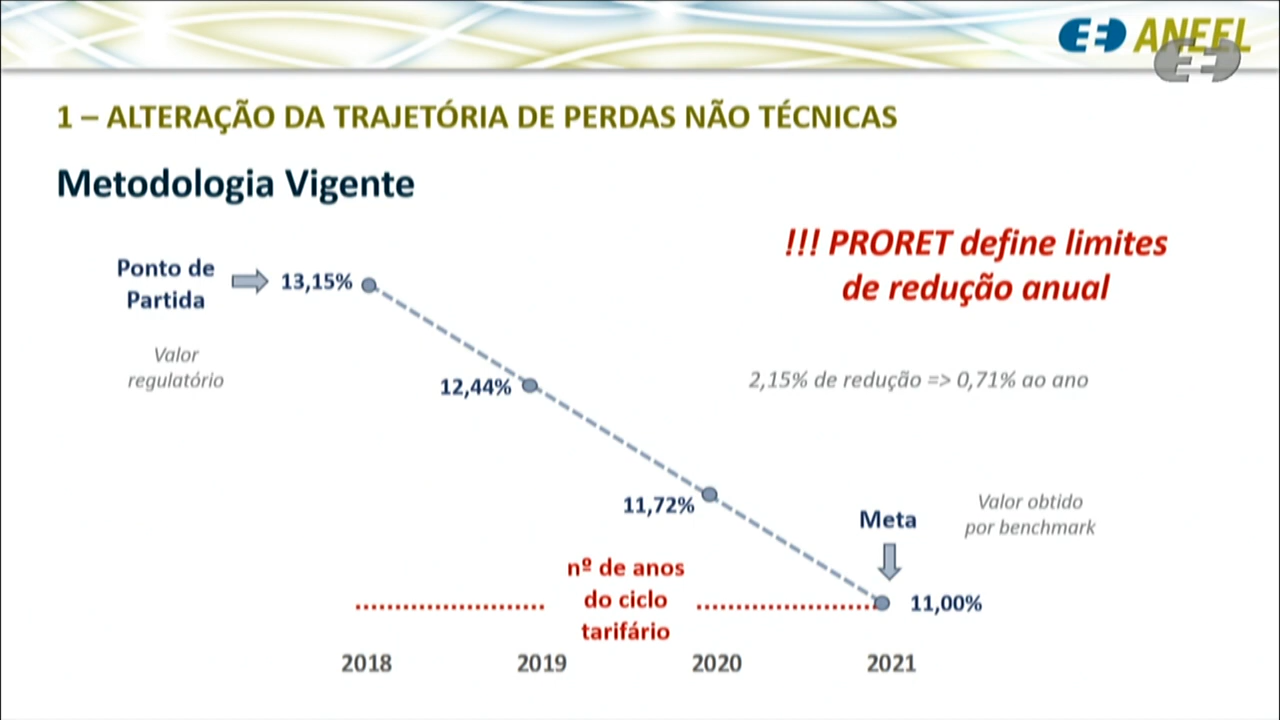 ANEEL
1 – ALTERAÇÃO DA TRAJETÓRIA DE PERDAS NÃO TÉCNICAS
Metodologia Vigente
!!! PRORET define limites
de redução anual
Ponto de
Partida
13,15%
Valor
regulatório
12,44%
2,15% de redução => 0,71% ao ano
11,72%
Meta
Valor obtido
por benchmark
nº de anos
do ciclo
tarifário
11,00%
2018 2019 2020 2021